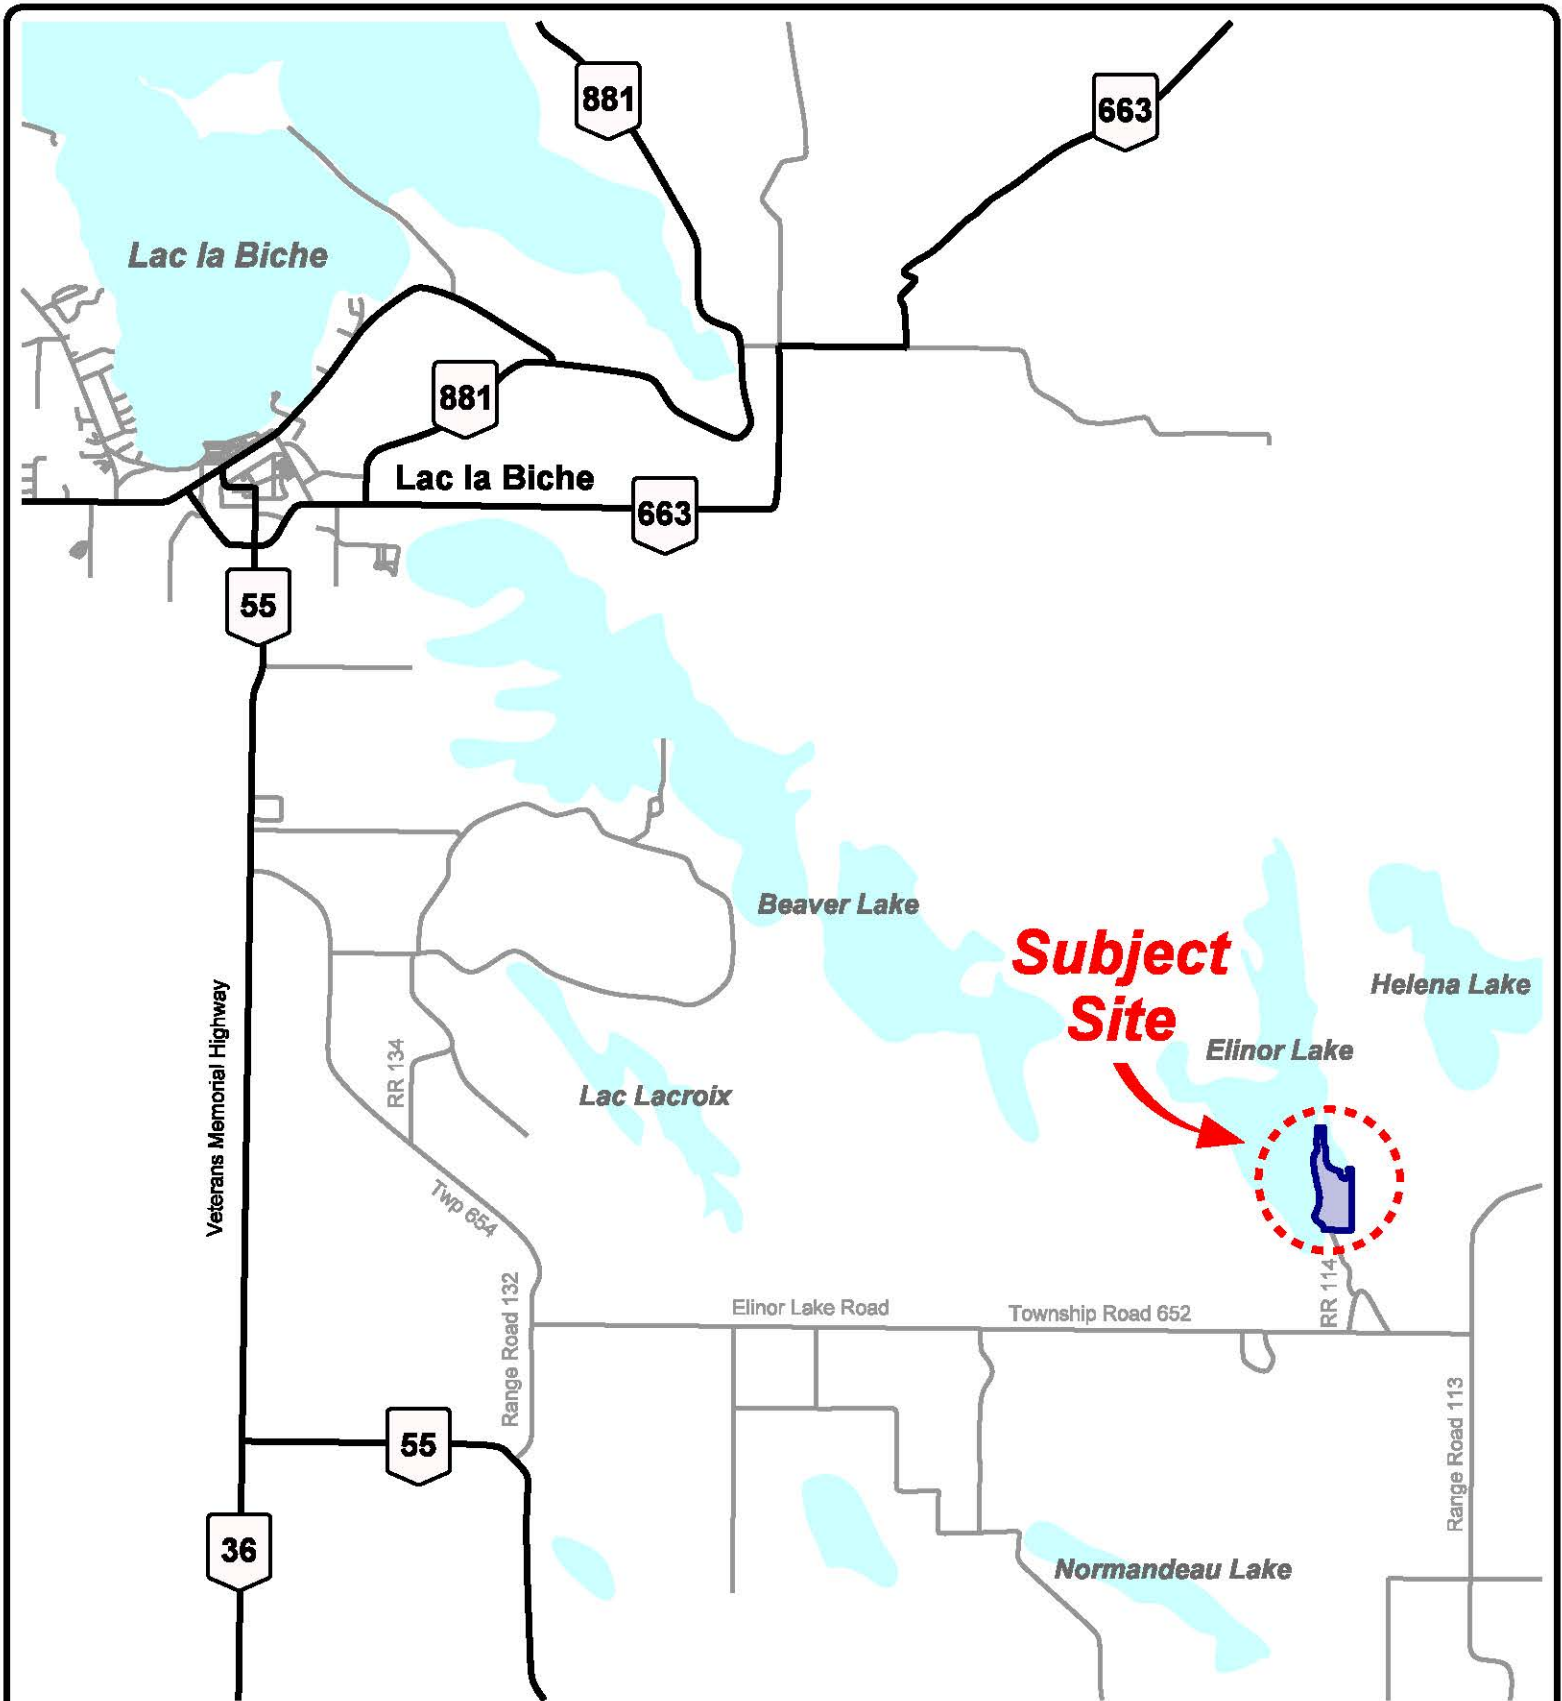 881
663
Lac la Biche
881
Lac la Biche
663
55
Beaver Lake
Subject
Site
Helena Lake
Elinor Lake
Veterans Memorial Highway
RR 134
Lac Lacroix
Twp 654
Range Road 132
Elinor Lake Road
Township Road 652
RR 114
Range Road 113
55
36
Normandeau Lake